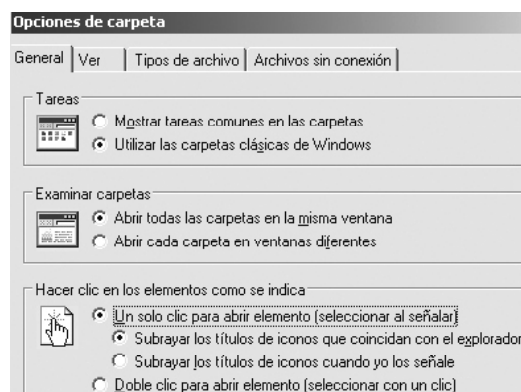 Opciones de carpeta
General Ver Tipos de archivo Archivos sin conexión
Tareas
Mostrar tareas comunes en las carpetas
Utilizar las carpetas clásicas de Windows
Examinar carpetas
Abrir todas las carpetas en la misma ventana
Abrir cada carpeta en ventanas diferentes
Hacer clic en los elementos como se indica
Un solo clic para abrir elemento (seleccionar al señalar)
Subrayar los títulos de iconos que coincidan con el explorador
Subrayar los títulos de iconos cuando yo los señale
Doble clic para abrir elemento (seleccionar con un clic)